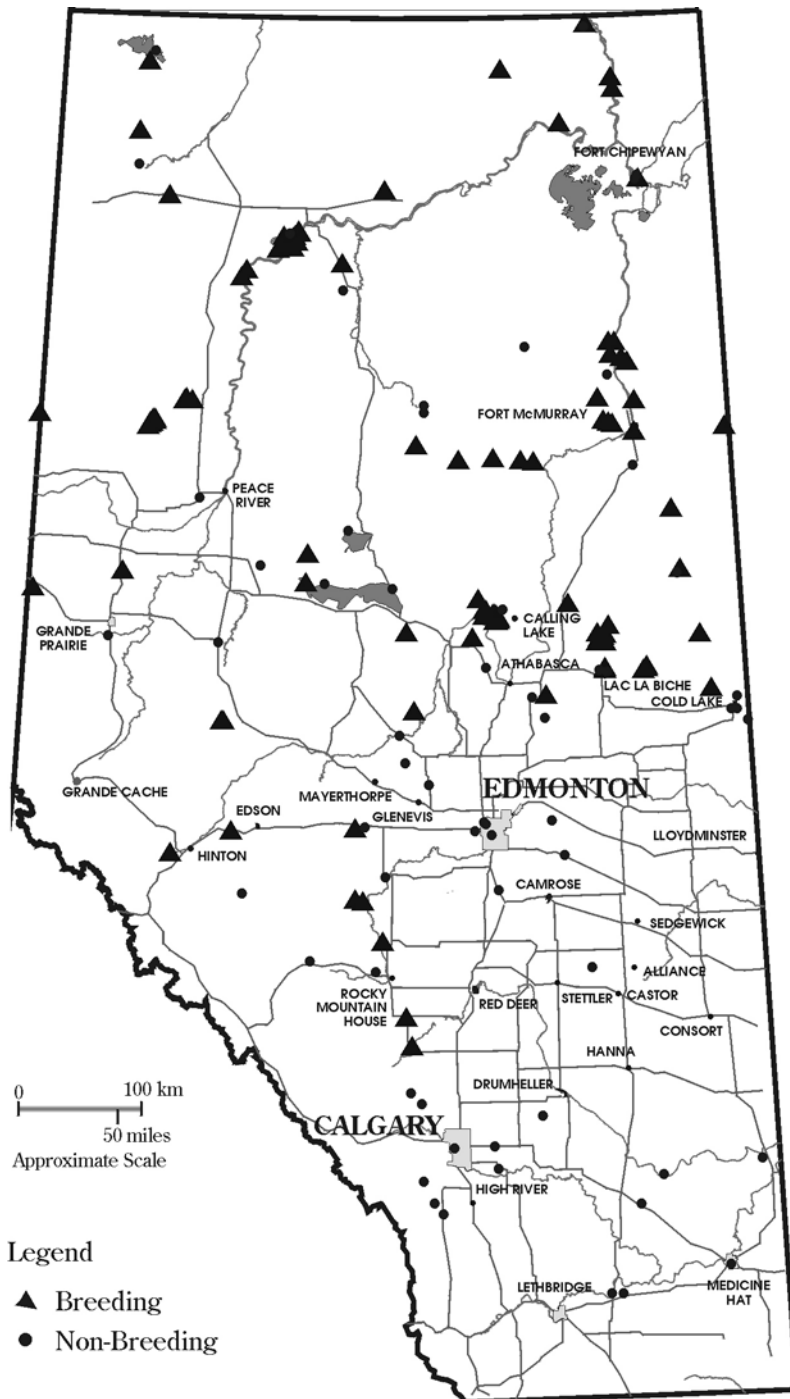 FORT CHIPEWYAN
FORT McMURRAY
PEACE
RIVER
CALLING
LAKE
GRANDE
PRAIRIE
ATHABASCA
LAC LA BICHE
COLD LAKE
GRANDE CACHE
MAYERTHORPE
EDMONTON
EDSON
GLENEVIS
LLOYDMINSTER
HINTON
CAMROSE
SEDGEWICK
ALLIANCE
ROCKY
MOUNTAIN
HOUSE
RED DEER
STETTLER
CASTOR
CONSORT
HANNA
DRUMHELLER
0 100 km
50 miles
Approximate Scale
CALGARY
HIGH RIVER
LETHBRIDGE
MEDICINE
HAT
Legend
Breeding
Non-Breeding